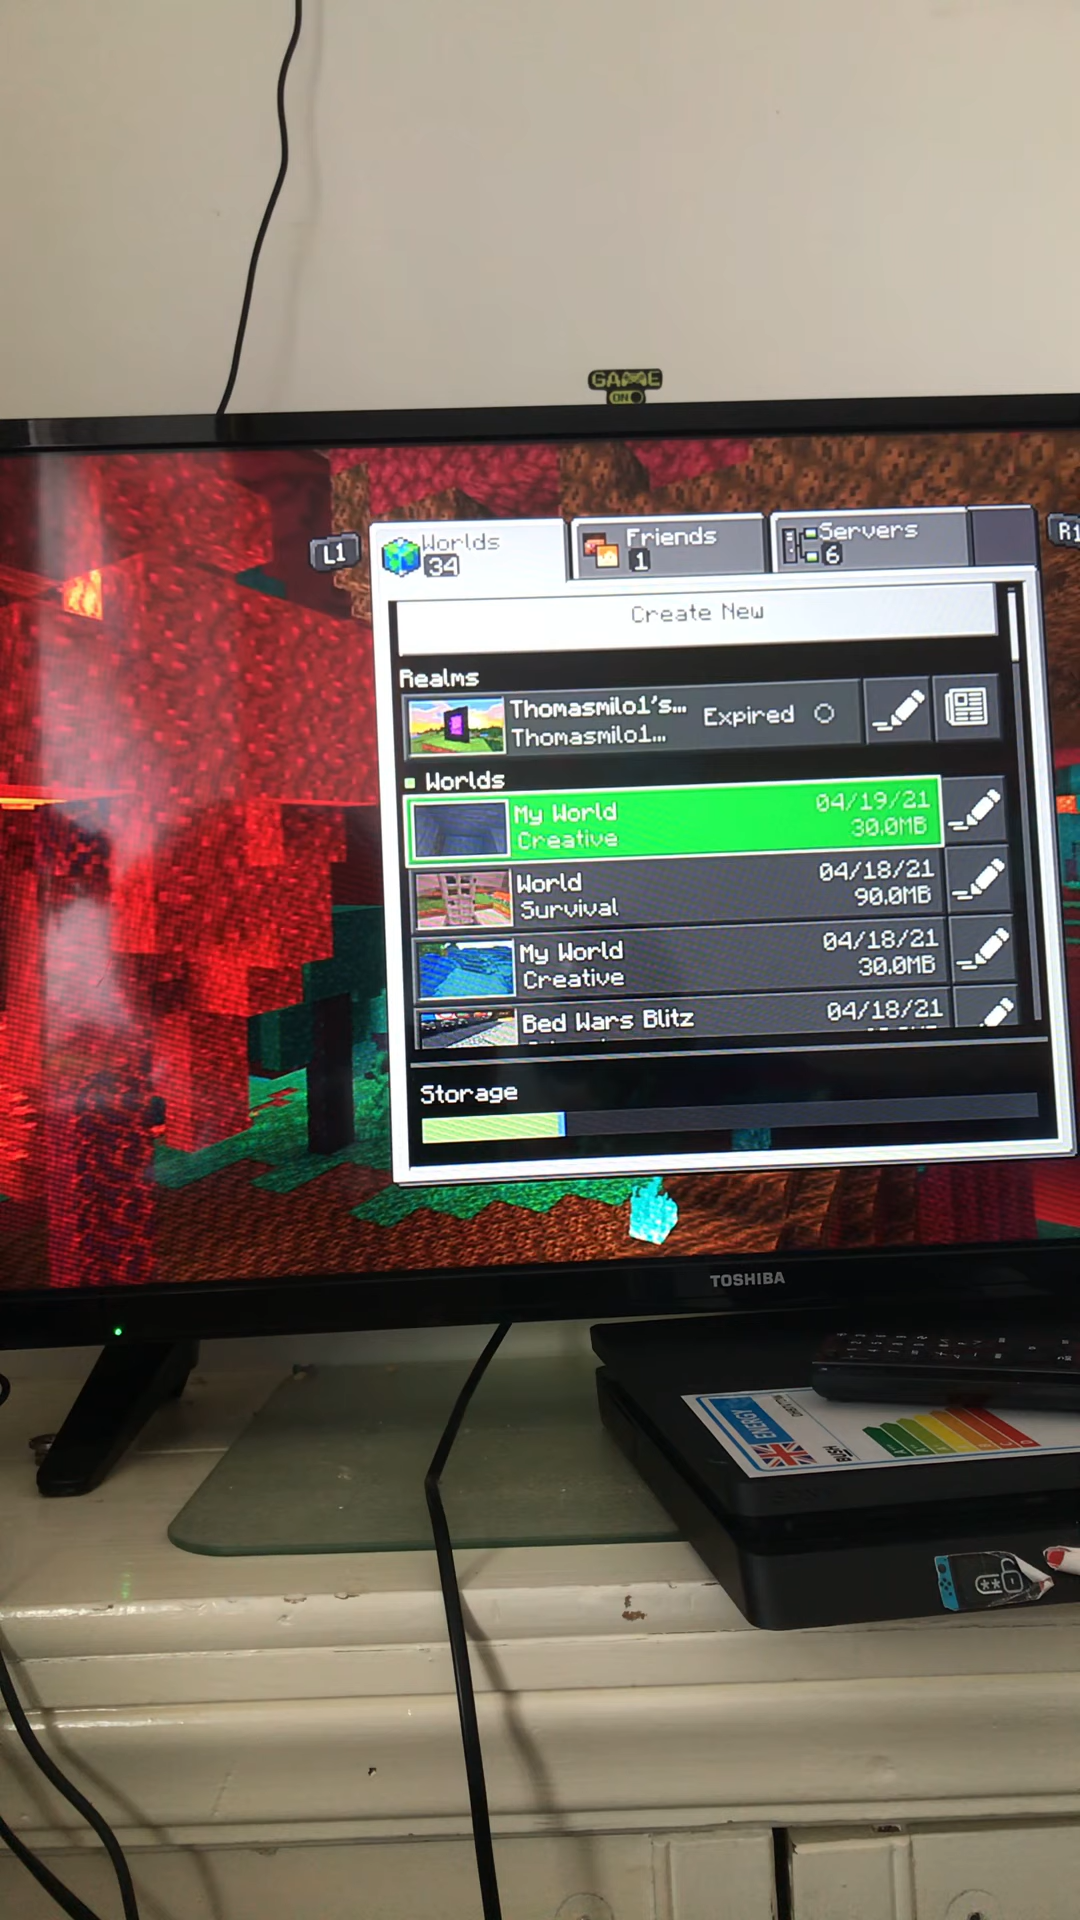 GAME
ON
L1
Worlds
34
Friends
1
Servers
6
R1
Create New
Realms
Thomasmilo1's...
Thomasmilo1...
Expired
Worlds
My World
04/19/21
Creative
30.0MB
World
04/18/21
Survival
90.0MB
My World
04/18/21
Creative
30.0MB
Bed Wars Blitz
04/18/21
Storage
TOSHIBA
ENERGY